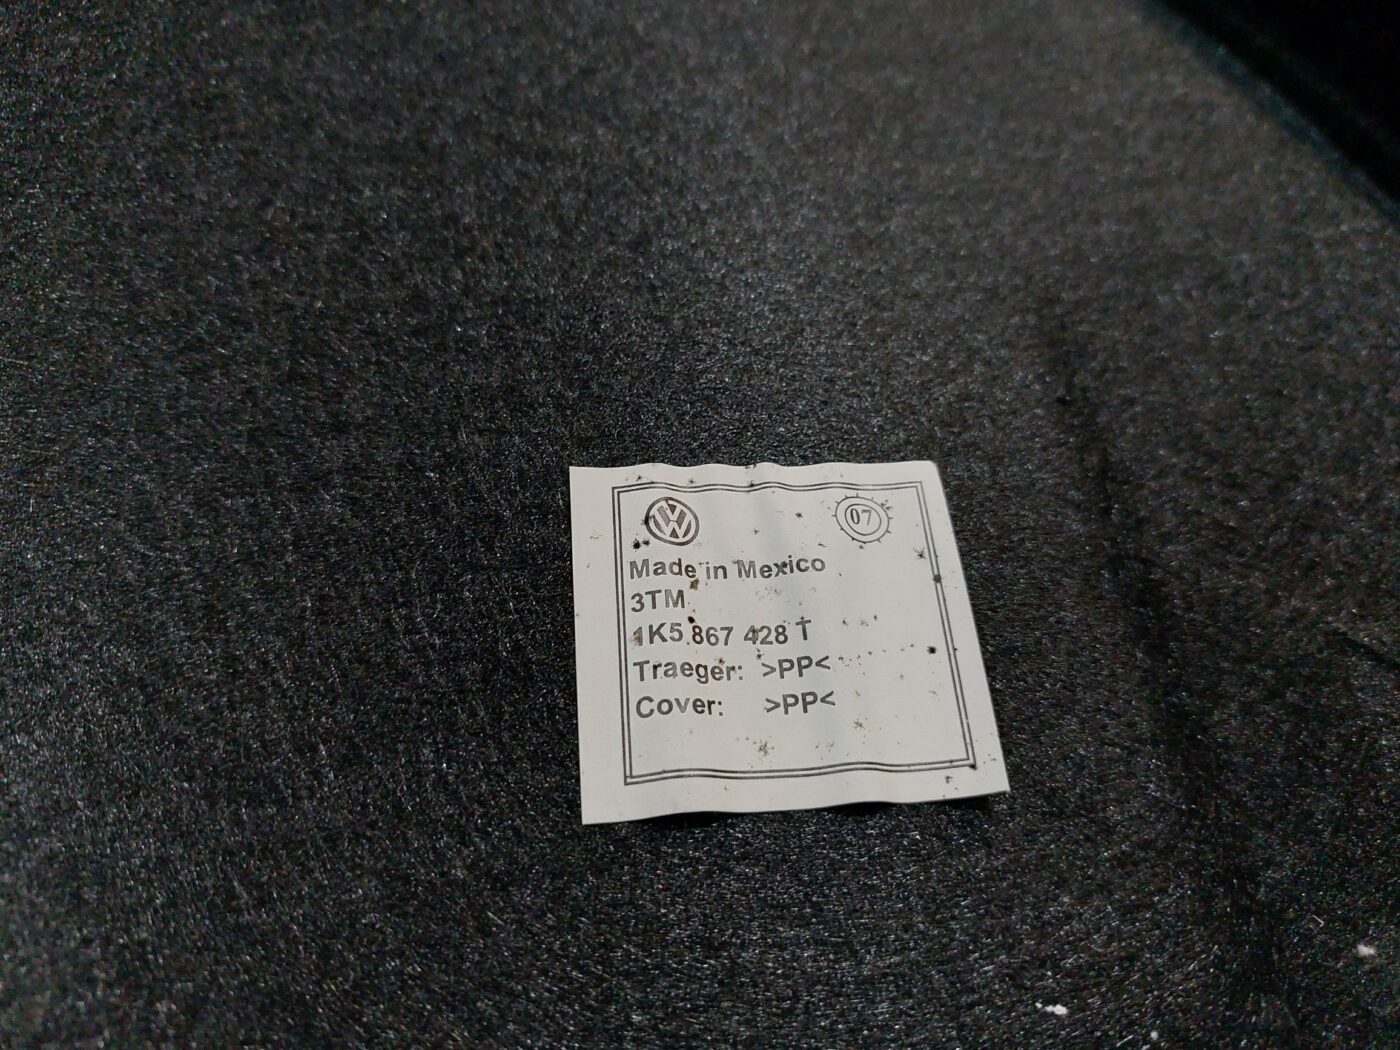 07
Made in Mexico
3TM
1K5 867 428 T
Traeger: >PP<
Cover: >PP<